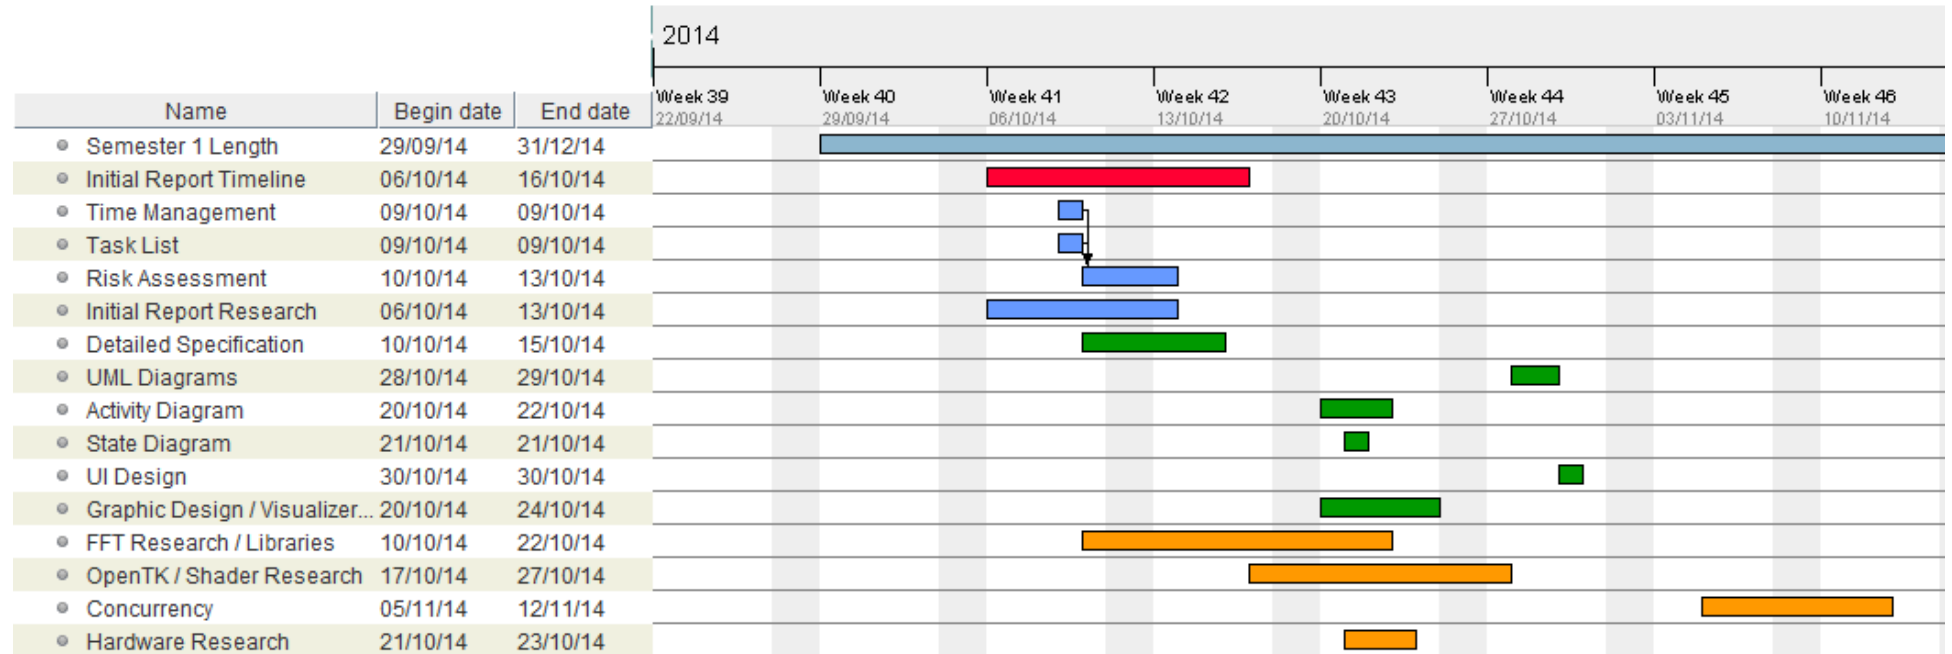 2014
Week 39 Week 40 Week 41 Week 42 Week 43 Week 44 Week 45 Week 46
22/09/14 29/09/14 06/10/14 13/10/14 20/10/14 27/10/14 03/11/14 10/11/14
Name Begin date End date
Semester 1 Length 29/09/14 31/12/14
Initial Report Timeline 06/10/14 16/10/14
Time Management 09/10/14 09/10/14
Task List 09/10/14 09/10/14
Risk Assessment 10/10/14 13/10/14
Initial Report Research 06/10/14 13/10/14
Detailed Specification 10/10/14 15/10/14
UML Diagrams 28/10/14 29/10/14
Activity Diagram 20/10/14 22/10/14
State Diagram 21/10/14 21/10/14
UI Design 30/10/14 30/10/14
Graphic Design / Visualizer... 20/10/14 24/10/14
FFT Research / Libraries 10/10/14 22/10/14
OpenTK / Shader Research 17/10/14 27/10/14
Concurrency 05/11/14 12/11/14
Hardware Research 21/10/14 23/10/14